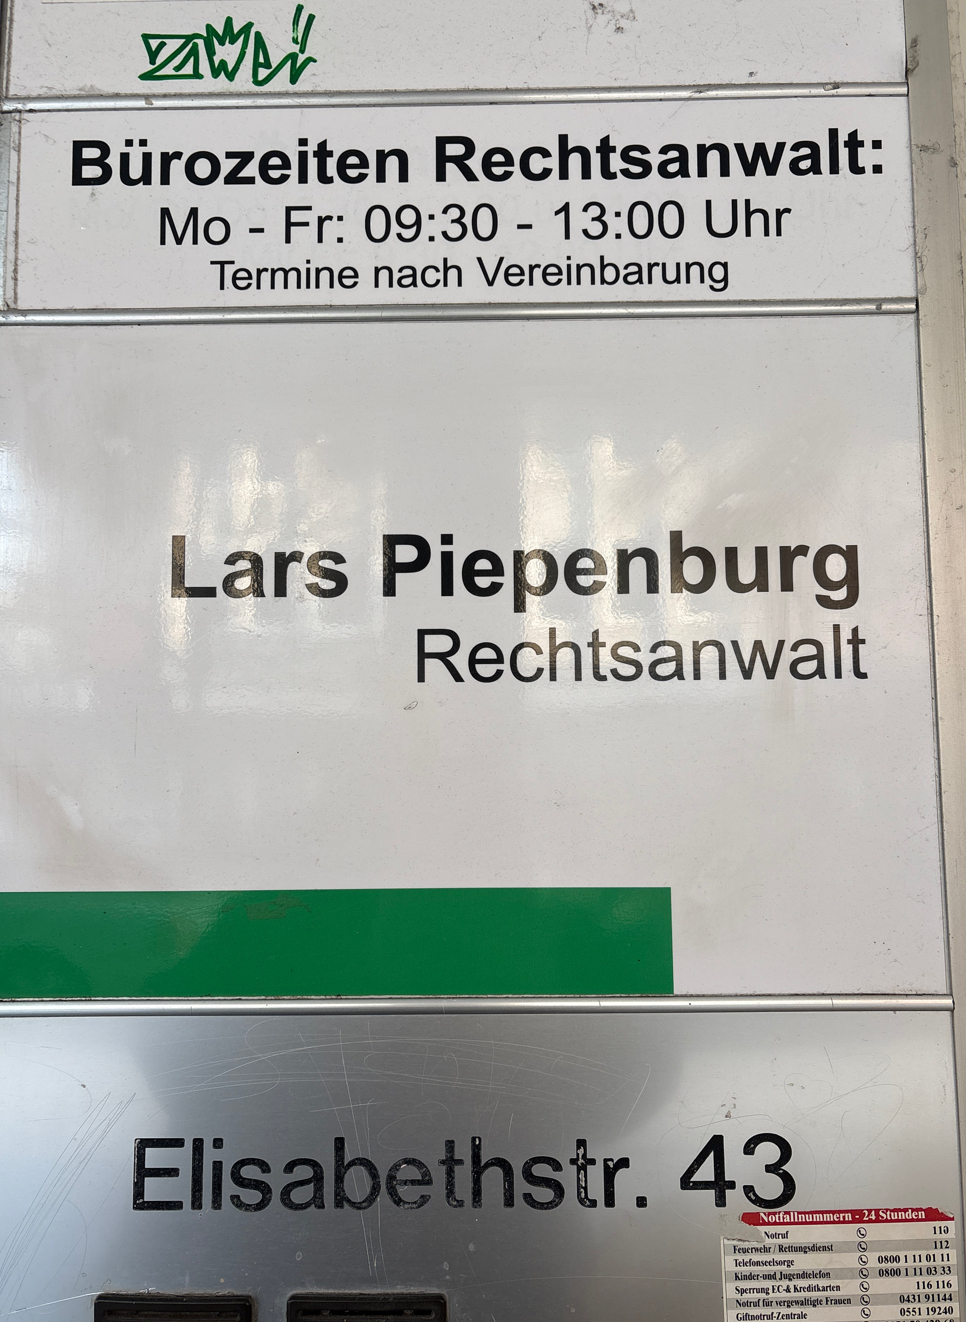 Bürozeiten Rechtsanwalt:
Mo - Fr: 09:30 - 13:00 Uhr
Termine nach Vereinbarung
Lars Piepenburg
Rechtsanwalt
Elisabethstr. 43
Notfallnummern - 24 Stunden
Notruf 110
Feuerwehr / Rettungsdienst 112
Telefonseelsorge 0800 1 11 01 11
Kinder-und Jugendtelefon 0800 1 11 03 33
Sperrung EC-& Kreditkarten 116 116
Notruf für vergewaltigte Frauen 0431 91144
Giftnotruf-Zentrale 0551 19240